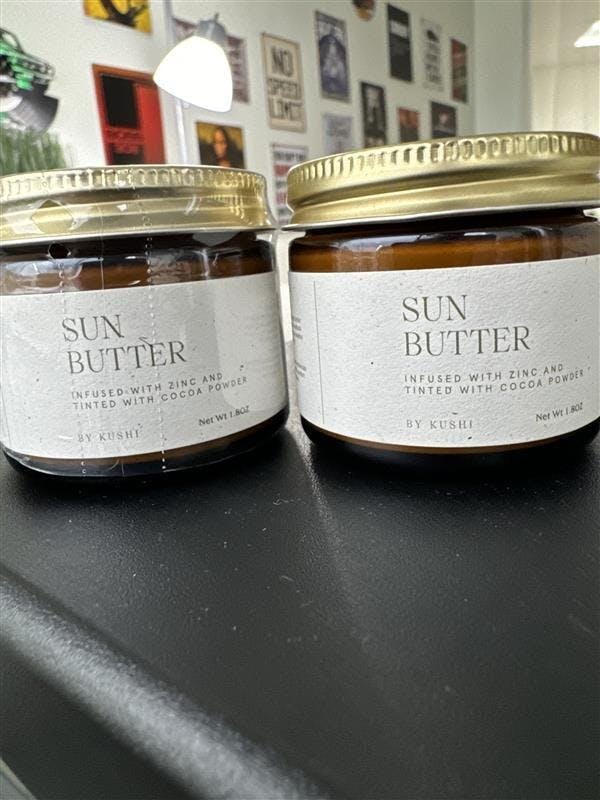 NO
SPEED
LIMIT
SUN
BUTTER
INFUSED WITH ZINC AND
TINTED WITH COCOA POWDER
Net Wt 1.8OZ
BY KUSHI
SUN
BUTTER
INFUSED WITH ZINC AND
TINTED WITH COCOA POWDER
Net Wt 1.8OZ
BY KUSHI